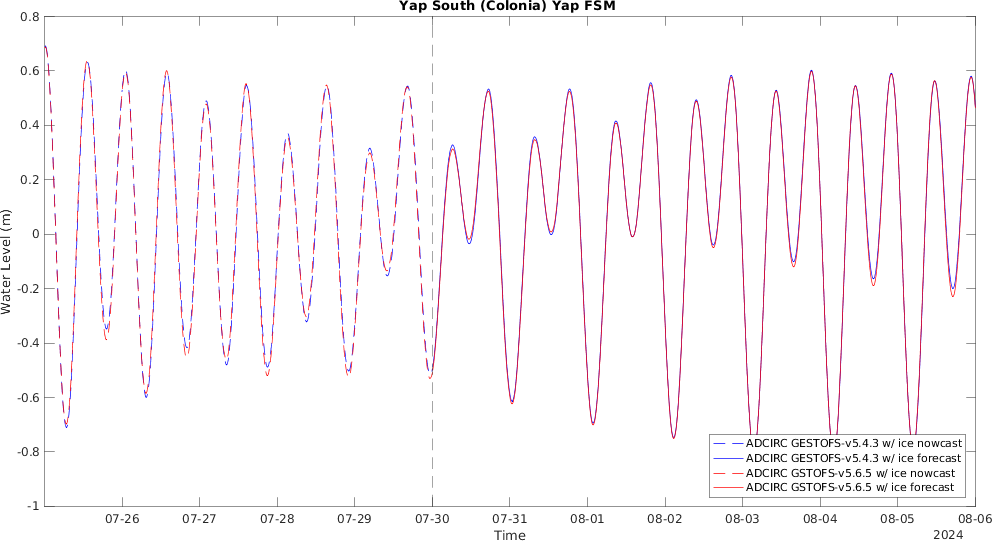 Yap South (Colonia) Yap FSM
0.8
0.6
0.4
0.2
0
-0.2
-0.4
-0.6
-0.8
-1
Water Level (m)
ADCIRC GESTOFS-v5.4.3 w/ ice nowcast
ADCIRC GESTOFS-v5.4.3 w/ ice forecast
ADCIRC GSTOFS-v5.6.5 w/ ice nowcast
ADCIRC GSTOFS-v5.6.5 w/ ice forecast
07-26 07-27 07-28 07-29 07-30 07-31 08-01 08-02 08-03 08-04 08-05 08-06
Time
2024